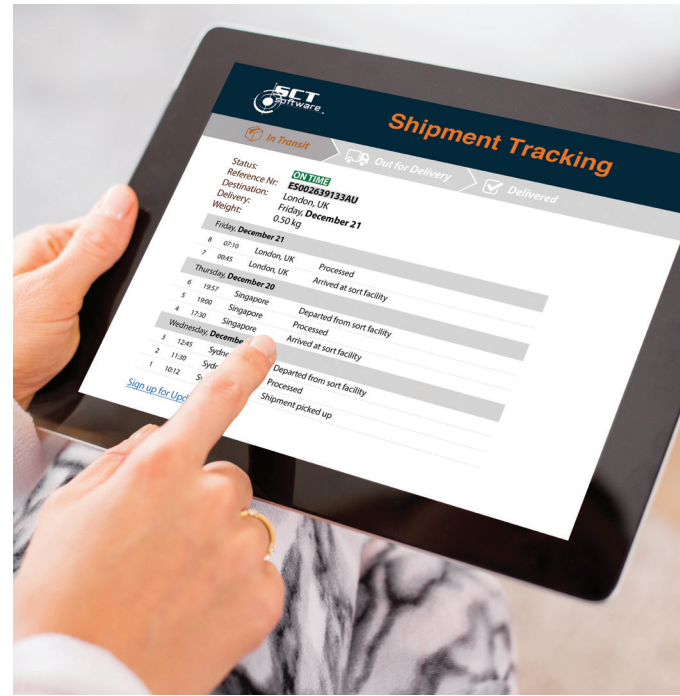 SCT
Software.
Shipment Tracking
In Transit
Out for Delivery
Delivered
Status: ON TIME
Reference Nr: ES002639133AU
Destination: London, UK
Delivery: Friday, December 21
Weight: 0.50 kg
Friday, December 21
8 07:10 London, UK Processed
7 00:45 London, UK Arrived at sort facility
Thursday, December 20
6 19:57 Singapore Departed from sort facility
5 19:00 Singapore Processed
4 17:30 Singapore Arrived at sort facility
Wednesday,
3 12:45 Departed from sort facility
2 11:30 Processed
1 10:12 Shipment picked up
Sign up for